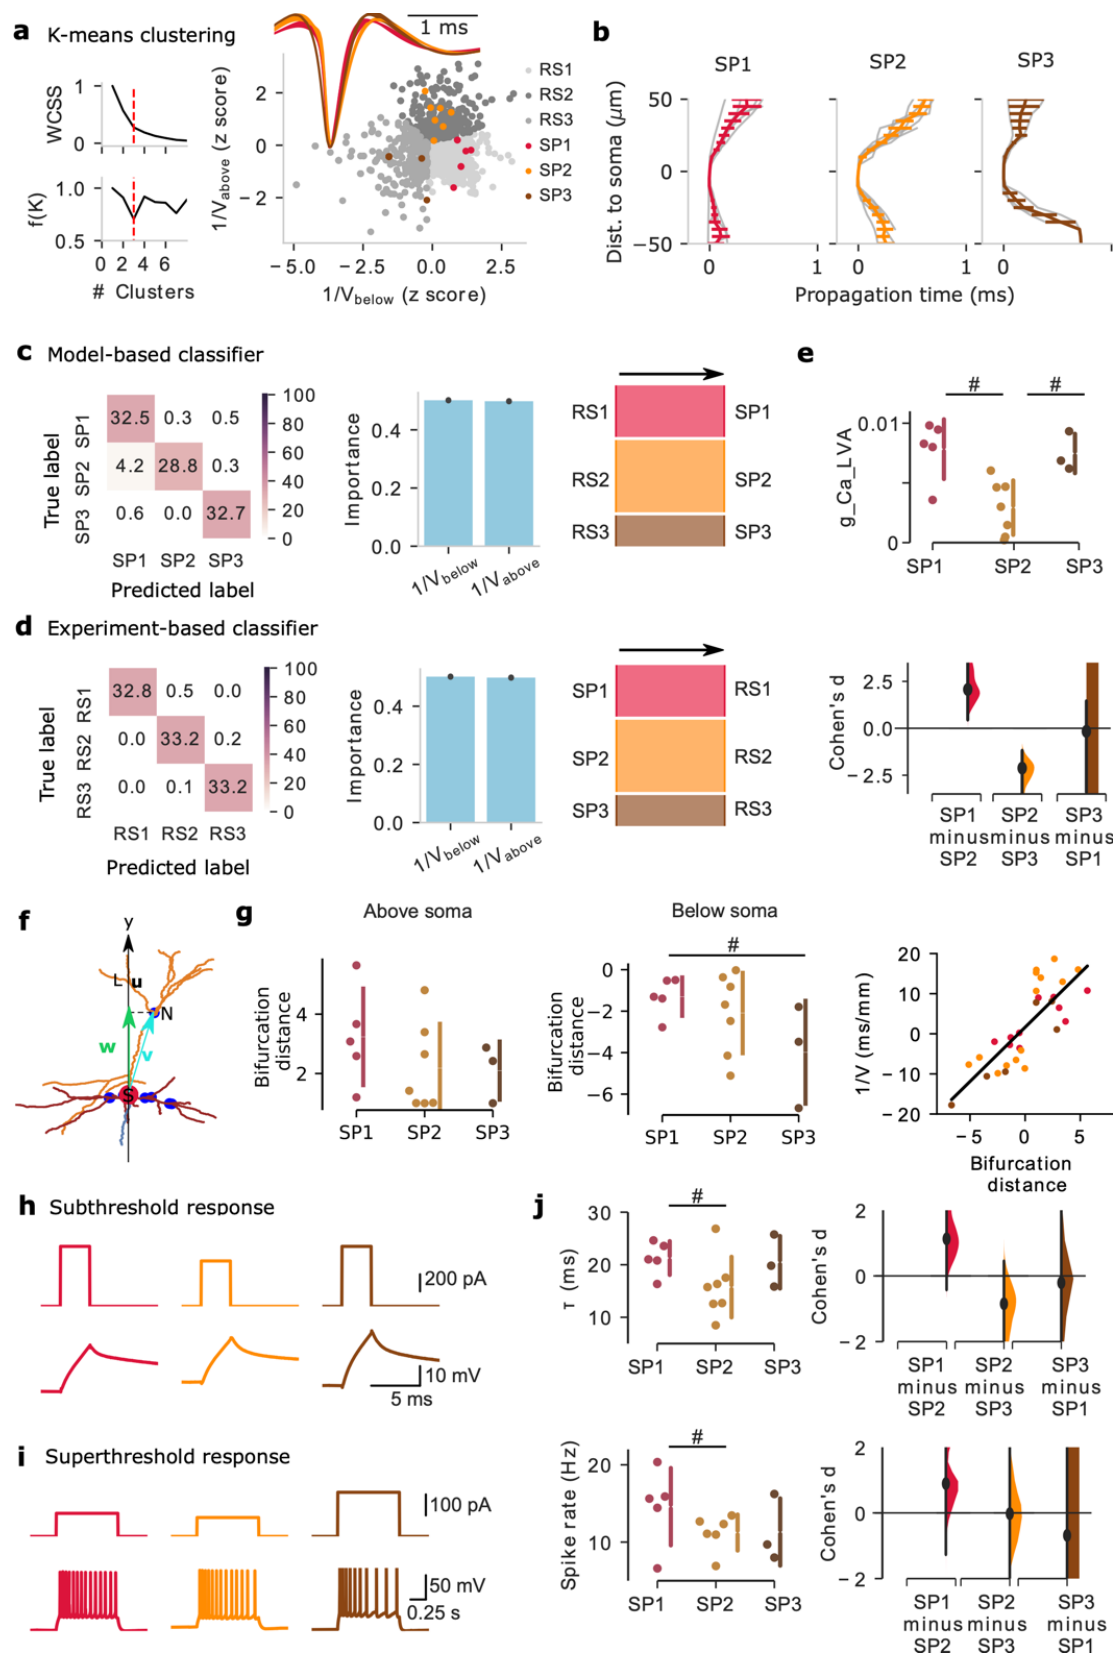 a K-means clustering
WCSS
1
0
f(K)
1.0
0.5
0 2 4 6
# Clusters
1 ms
1/Vabove (z score)
2
0
−2
−5.0 −2.5 0.0 2.5
1/Vbelow (z score)
RS1
RS2
RS3
SP1
SP2
SP3
b
SP1 SP2 SP3
Dist. to soma (μm)
50
0
−50
0 1 0 1 0
Propagation time (ms)
c Model-based classifier
True label
SP1 SP2 SP3
32.5 0.3 0.5
4.2 28.8 0.3
0.6 0.0 32.7
SP1 SP2 SP3
Predicted label
100
80
60
40
20
0
Importance
0.4
0.2
0.0
1/Vbelow 1/Vabove
RS1 SP1
RS2 SP2
RS3 SP3
e
# #
g_Ca_LVA
0.01
0
SP1 SP2 SP3
d Experiment-based classifier
True label
RS1 RS2 RS3
32.8 0.5 0.0
0.0 33.2 0.2
0.0 0.1 33.2
RS1 RS2 RS3
Predicted label
100
80
60
40
20
0
Importance
0.4
0.2
0.0
1/Vbelow 1/Vabove
SP1 RS1
SP2 RS2
SP3 RS3
Cohen's d
2.5
0.0
−2.5
SP1 SP2 SP3
minus minus minus
SP2 SP3 SP1
f
y
L u
N
w
v
S
g
Above soma
Bifurcation
distance
4
2
SP1 SP2 SP3
Below soma
#
Bifurcation
distance
0
−2
−4
−6
SP1 SP2 SP3
1/V (ms/mm)
20
10
0
−10
−20
−5 0 5
Bifurcation
distance
h Subthreshold response
200 pA
10 mV
5 ms
i Superthreshold response
100 pA
50 mV
0.25 s
j
#
τ (ms)
30
20
10
SP1 SP2 SP3
Cohen's d
2
0
−2
SP1 SP2 SP3
minus minus minus
SP2 SP3 SP1
#
Spike rate (Hz)
20
10
SP1 SP2 SP3
Cohen's d
2
0
−2
SP1 SP2 SP3
minus minus minus
SP2 SP3 SP1